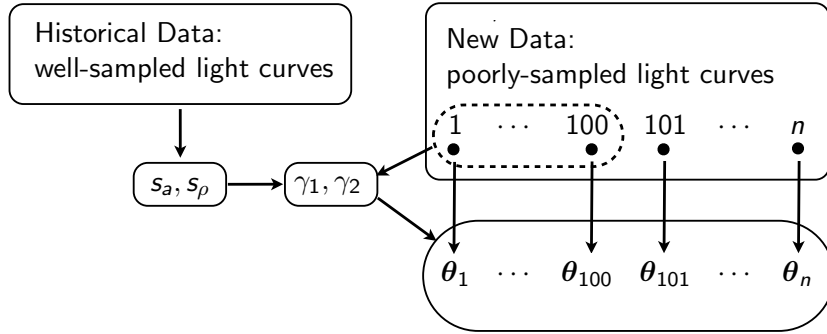 Historical Data:
well-sampled light curves
New Data:
poorly-sampled light curves
1 ⋯ 100 101 ⋯ n
s_a, s_ρ
γ_1, γ_2
θ_1 ⋯ θ_100 θ_101 ⋯ θ_n